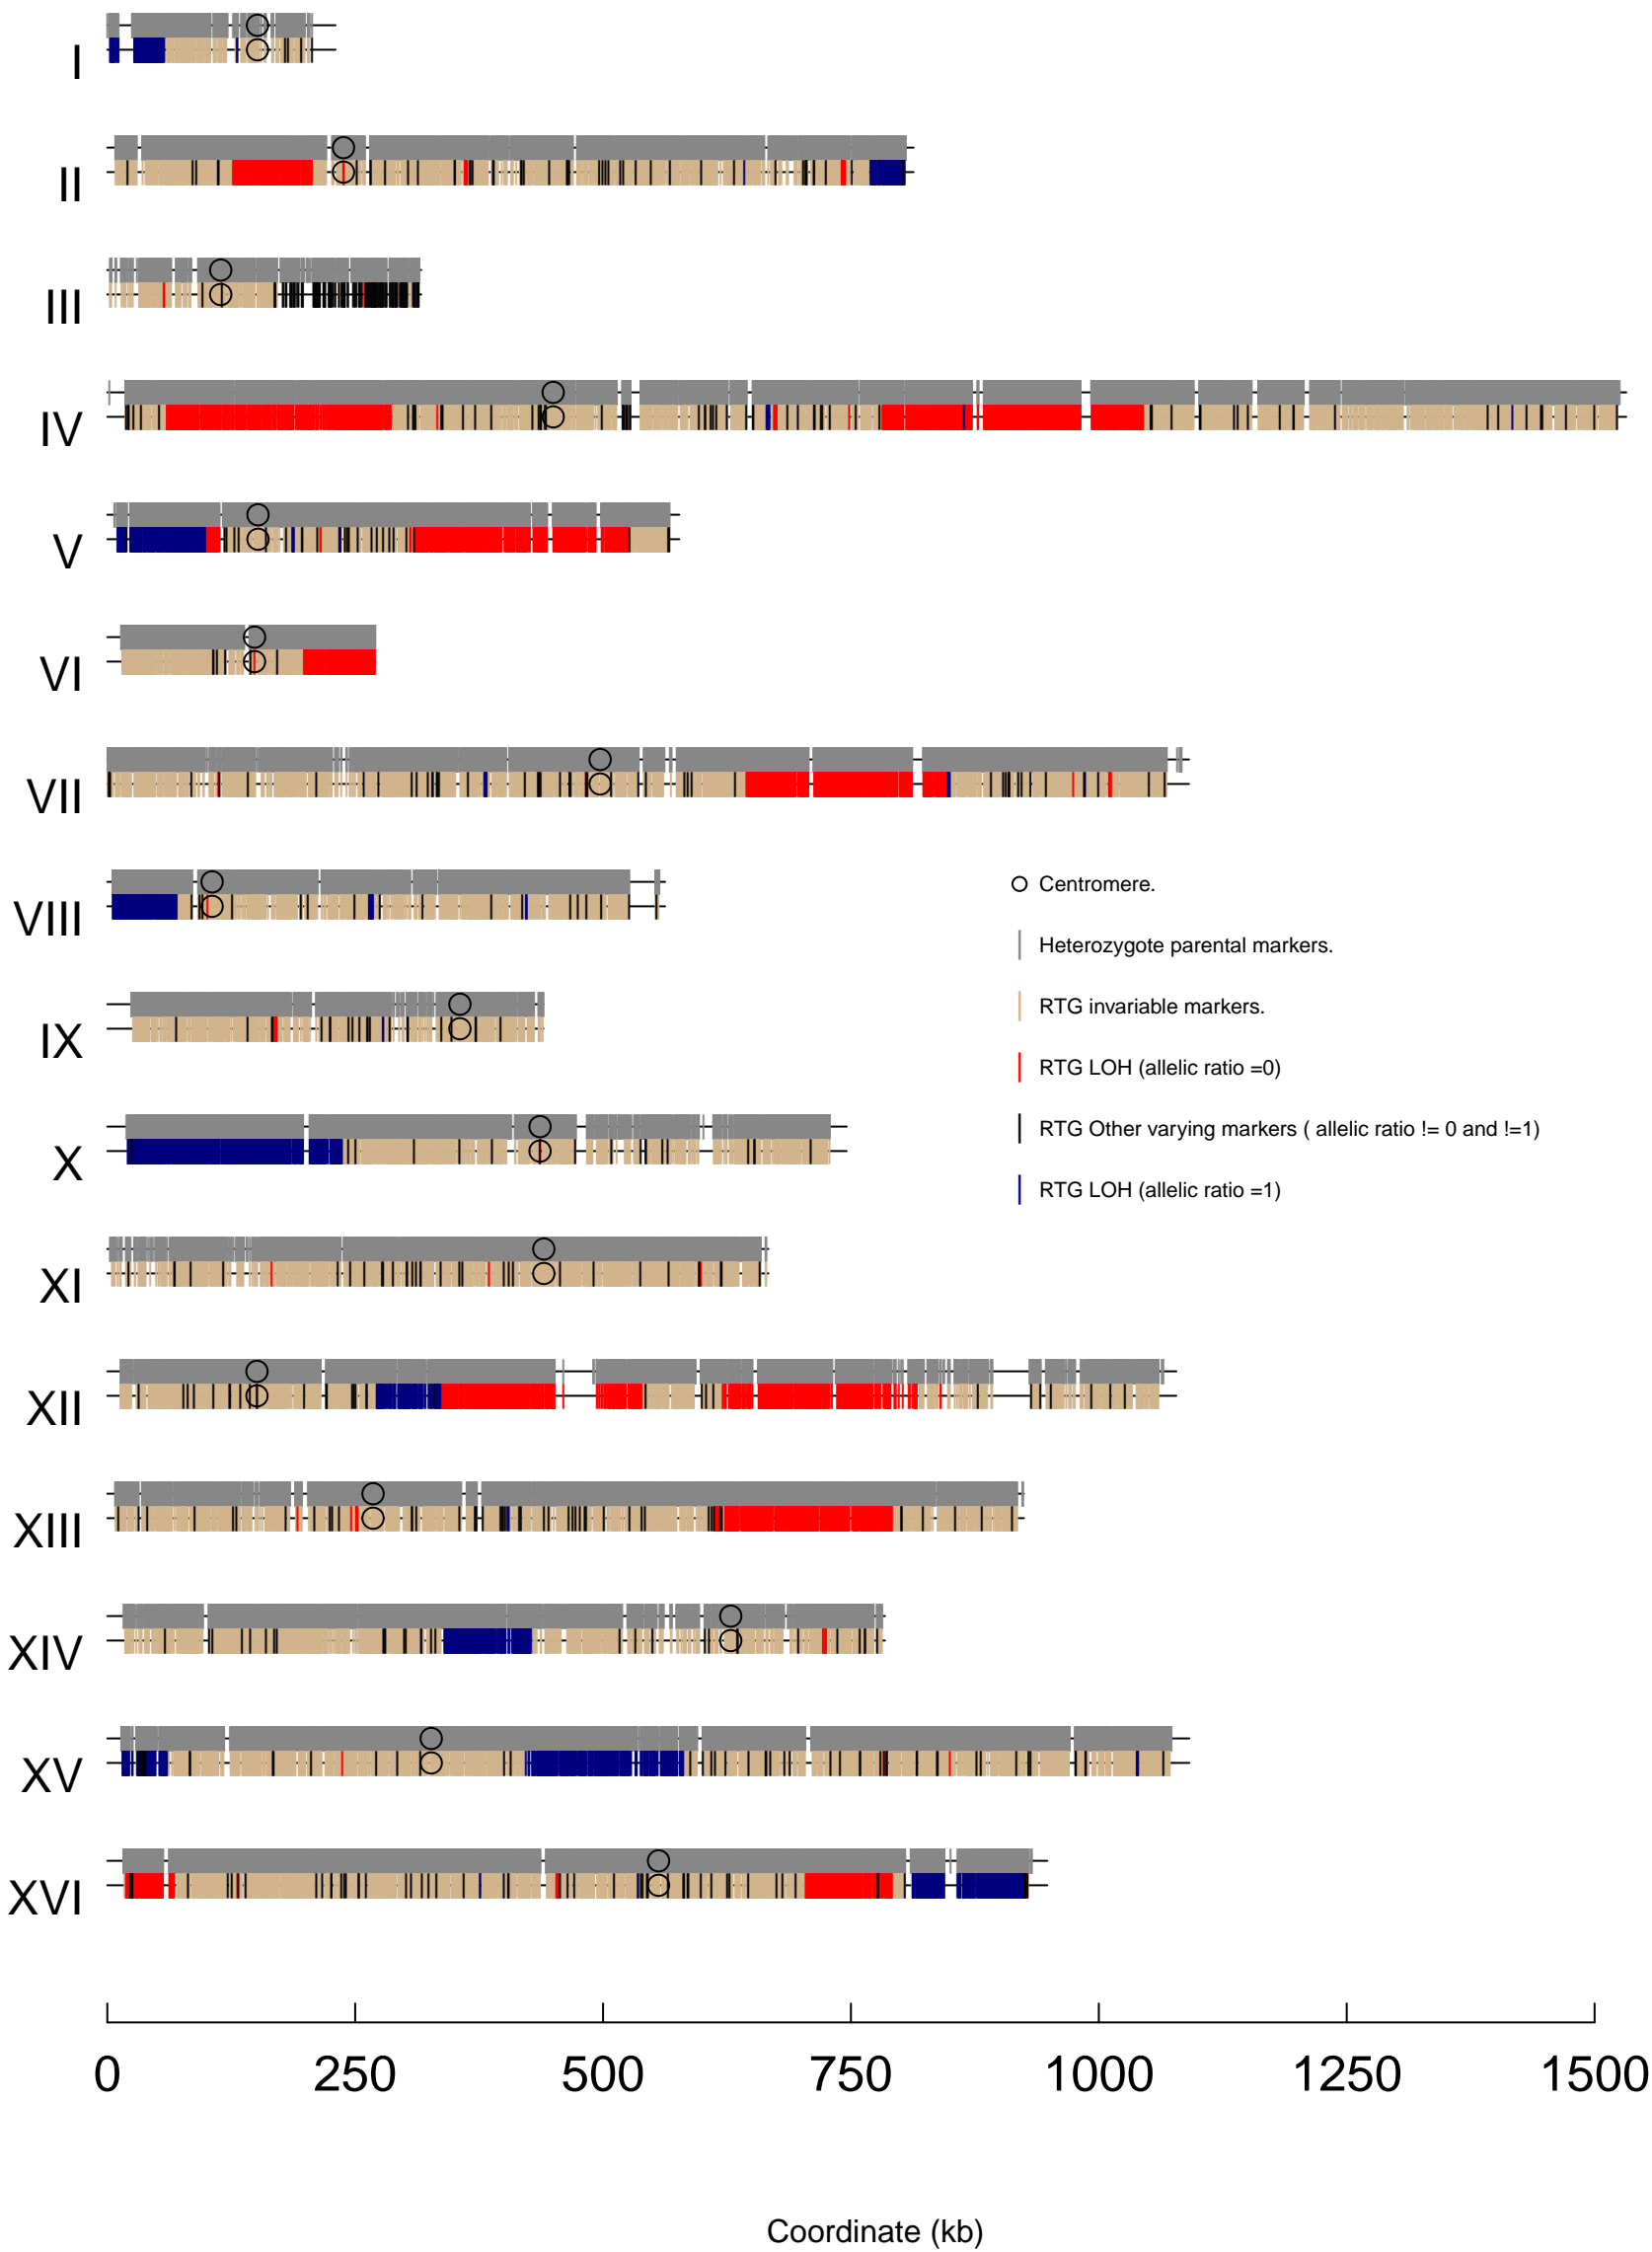 I
II
III
IV
V
VI
VII
VIII
IX
X
XI
XII
XIII
XIV
XV
XVI
Centromere.
Heterozygote parental markers.
RTG invariable markers.
RTG LOH (allelic ratio =0)
RTG Other varying markers ( allelic ratio != 0 and !=1)
RTG LOH (allelic ratio =1)
0 250 500 750 1000 1250 1500
Coordinate (kb)